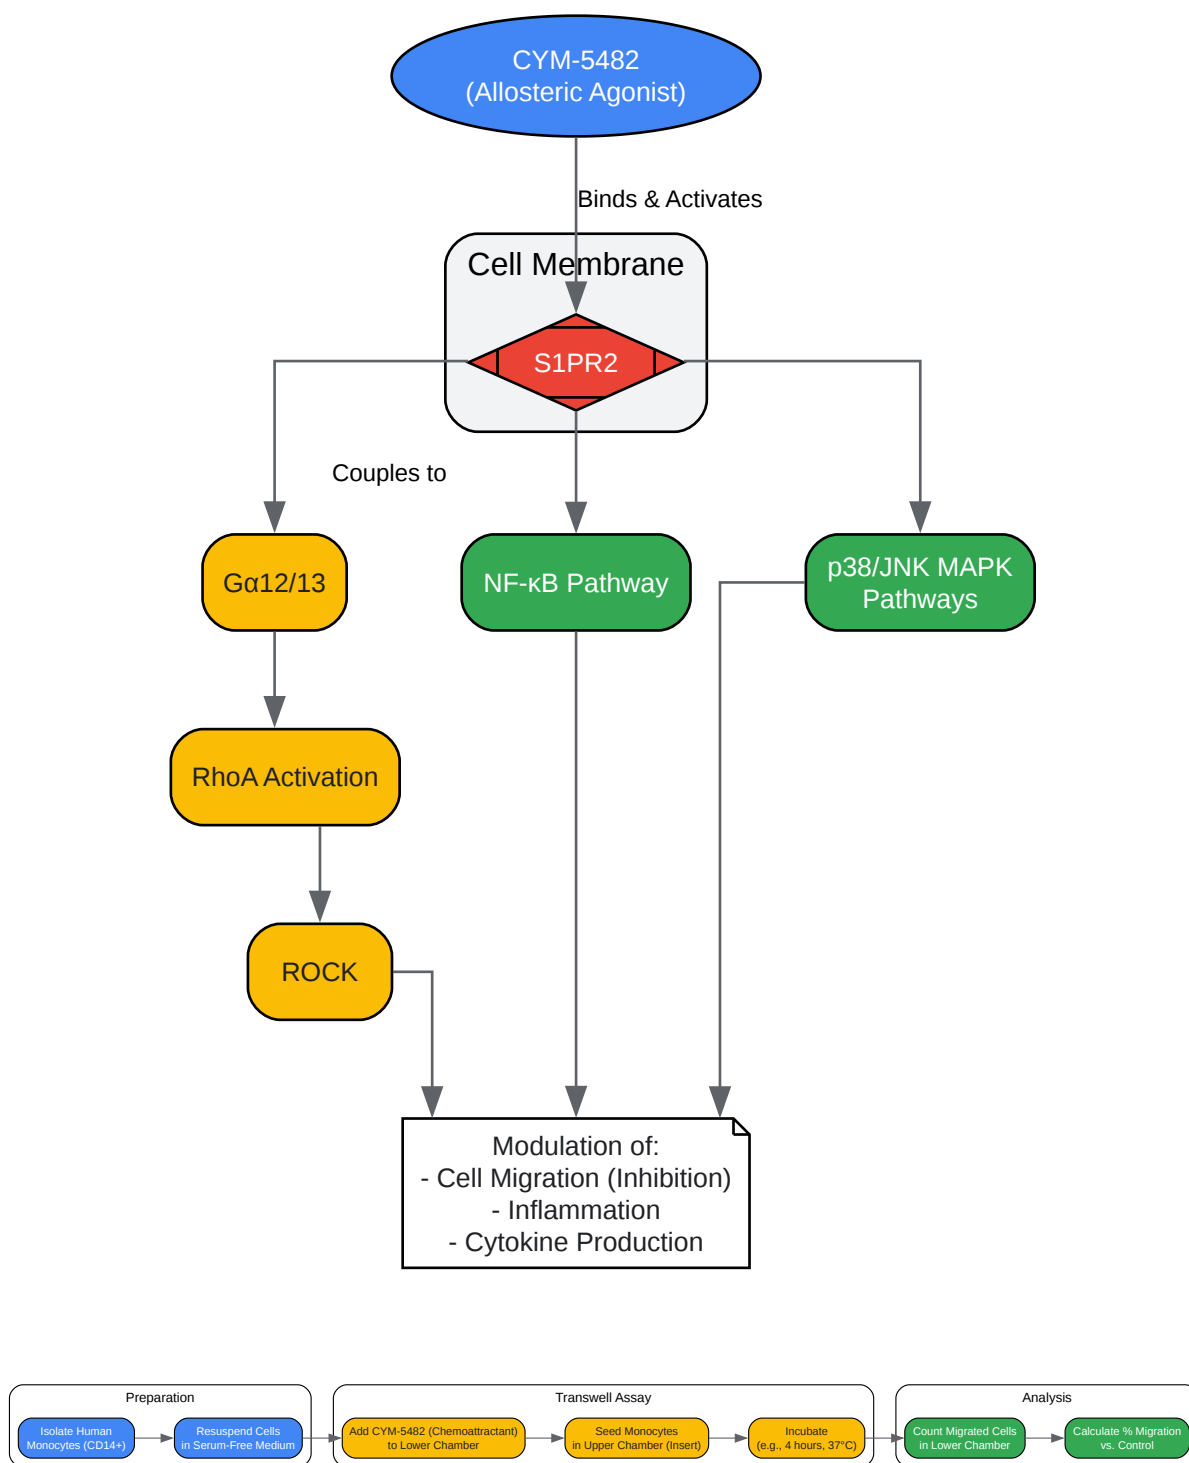 CYM-5482
(Allosteric Agonist)
Binds & Activates
Cell Membrane
S1PR2
Couples to
Gα12/13
NF-κB Pathway
p38/JNK MAPK
Pathways
RhoA Activation
ROCK
Modulation of:
- Cell Migration (Inhibition)
- Inflammation
- Cytokine Production
Preparation
Isolate Human
Monocytes (CD14+)
Resuspend Cells
in Serum-Free Medium
Transwell Assay
Add CYM-5482 (Chemoattractant)
to Lower Chamber
Seed Monocytes
in Upper Chamber (Insert)
Incubate
(e.g., 4 hours, 37°C)
Analysis
Count Migrated Cells
in Lower Chamber
Calculate % Migration
vs. Control